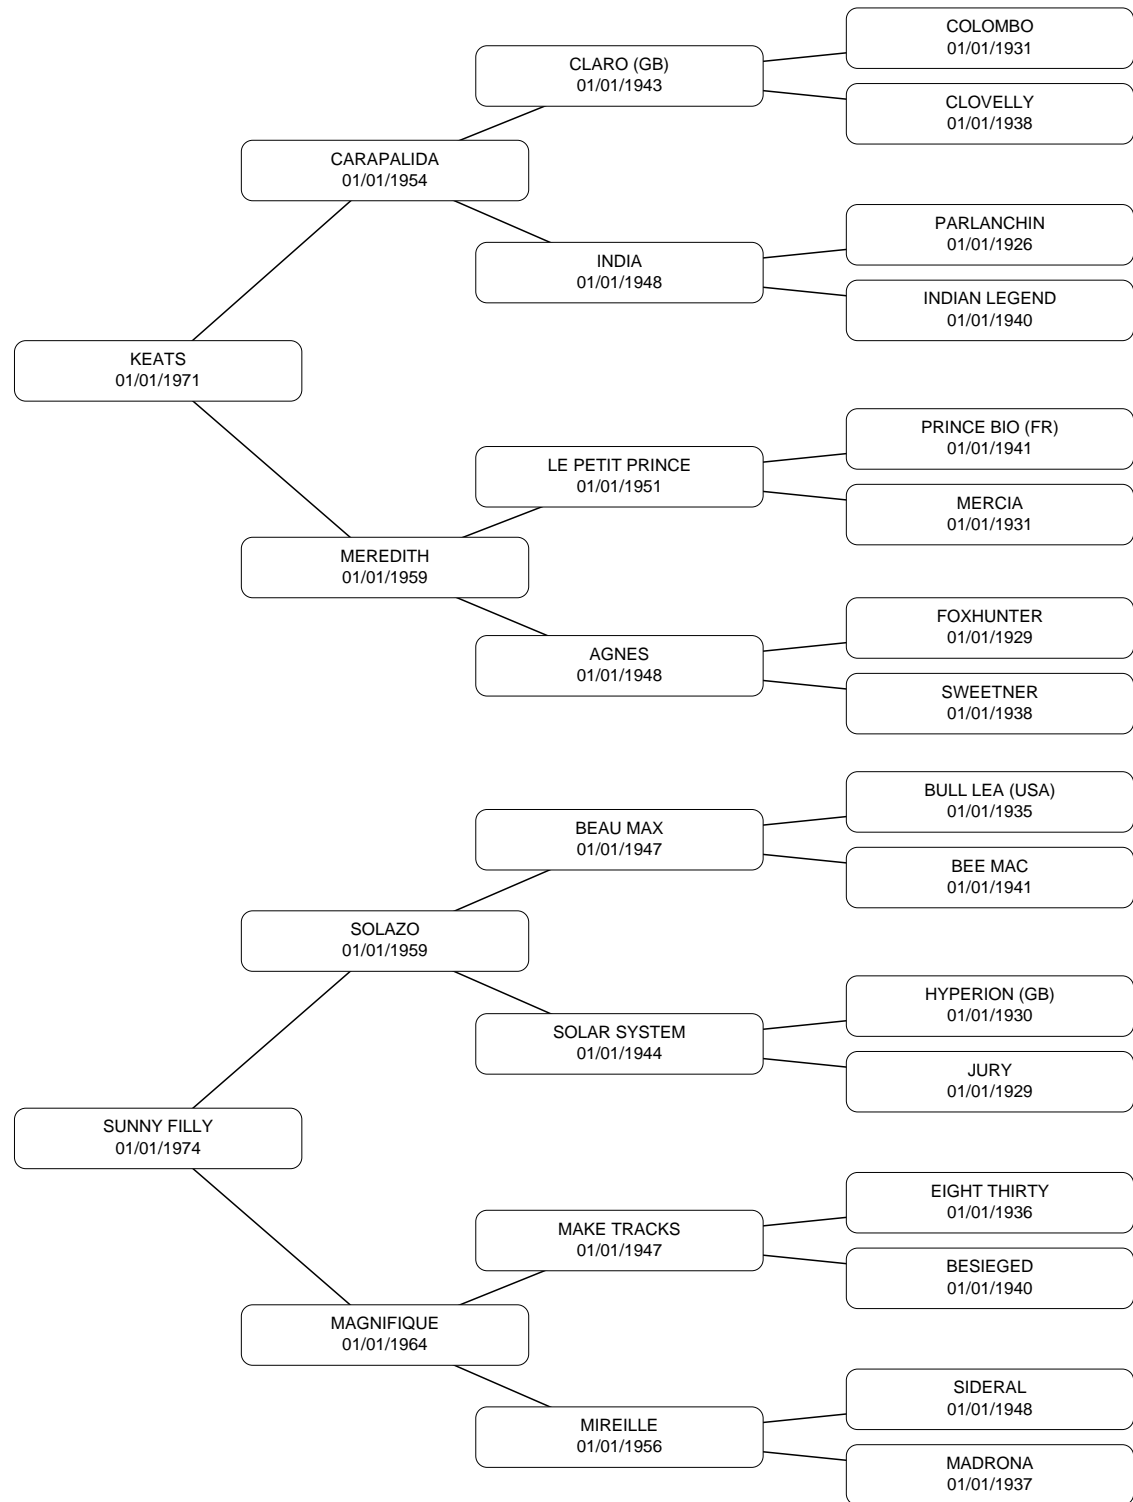 COLOMBO
01/01/1931
CLARO (GB)
01/01/1943
CLOVELLY
01/01/1938
CARAPALIDA
01/01/1954
PARLANCHIN
01/01/1926
INDIA
01/01/1948
INDIAN LEGEND
01/01/1940
KEATS
01/01/1971
PRINCE BIO (FR)
01/01/1941
LE PETIT PRINCE
01/01/1951
MERCIA
01/01/1931
MEREDITH
01/01/1959
FOXHUNTER
01/01/1929
AGNES
01/01/1948
SWEETNER
01/01/1938
BULL LEA (USA)
01/01/1935
BEAU MAX
01/01/1947
BEE MAC
01/01/1941
SOLAZO
01/01/1959
HYPERION (GB)
01/01/1930
SOLAR SYSTEM
01/01/1944
JURY
01/01/1929
SUNNY FILLY
01/01/1974
EIGHT THIRTY
01/01/1936
MAKE TRACKS
01/01/1947
BESIEGED
01/01/1940
MAGNIFIQUE
01/01/1964
SIDERAL
01/01/1948
MIREILLE
01/01/1956
MADRONA
01/01/1937